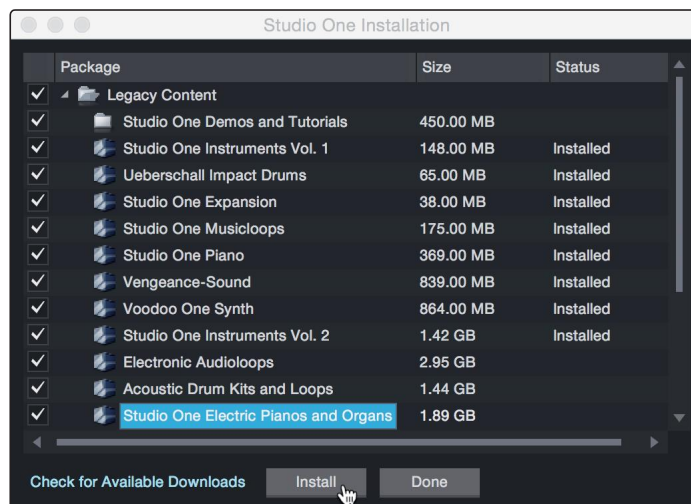 Studio One Installation
Package Size Status
Legacy Content
Studio One Demos and Tutorials 450.00 MB
Studio One Instruments Vol. 1 148.00 MB Installed
Ueberschall Impact Drums 65.00 MB Installed
Studio One Expansion 38.00 MB Installed
Studio One Musicloops 175.00 MB Installed
Studio One Piano 369.00 MB Installed
Vengeance-Sound 839.00 MB Installed
Voodoo One Synth 864.00 MB Installed
Studio One Instruments Vol. 2 1.42 GB Installed
Electronic Audioloops 2.95 GB
Acoustic Drum Kits and Loops 1.44 GB
Studio One Electric Pianos and Organs 1.89 GB
Check for Available Downloads Install Done